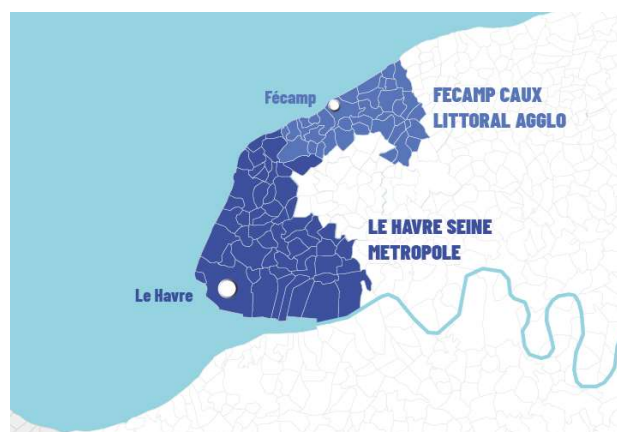 Fécamp
FECAMP CAUX
LITTORAL AGGLO
LE HAVRE SEINE
METROPOLE
Le Havre